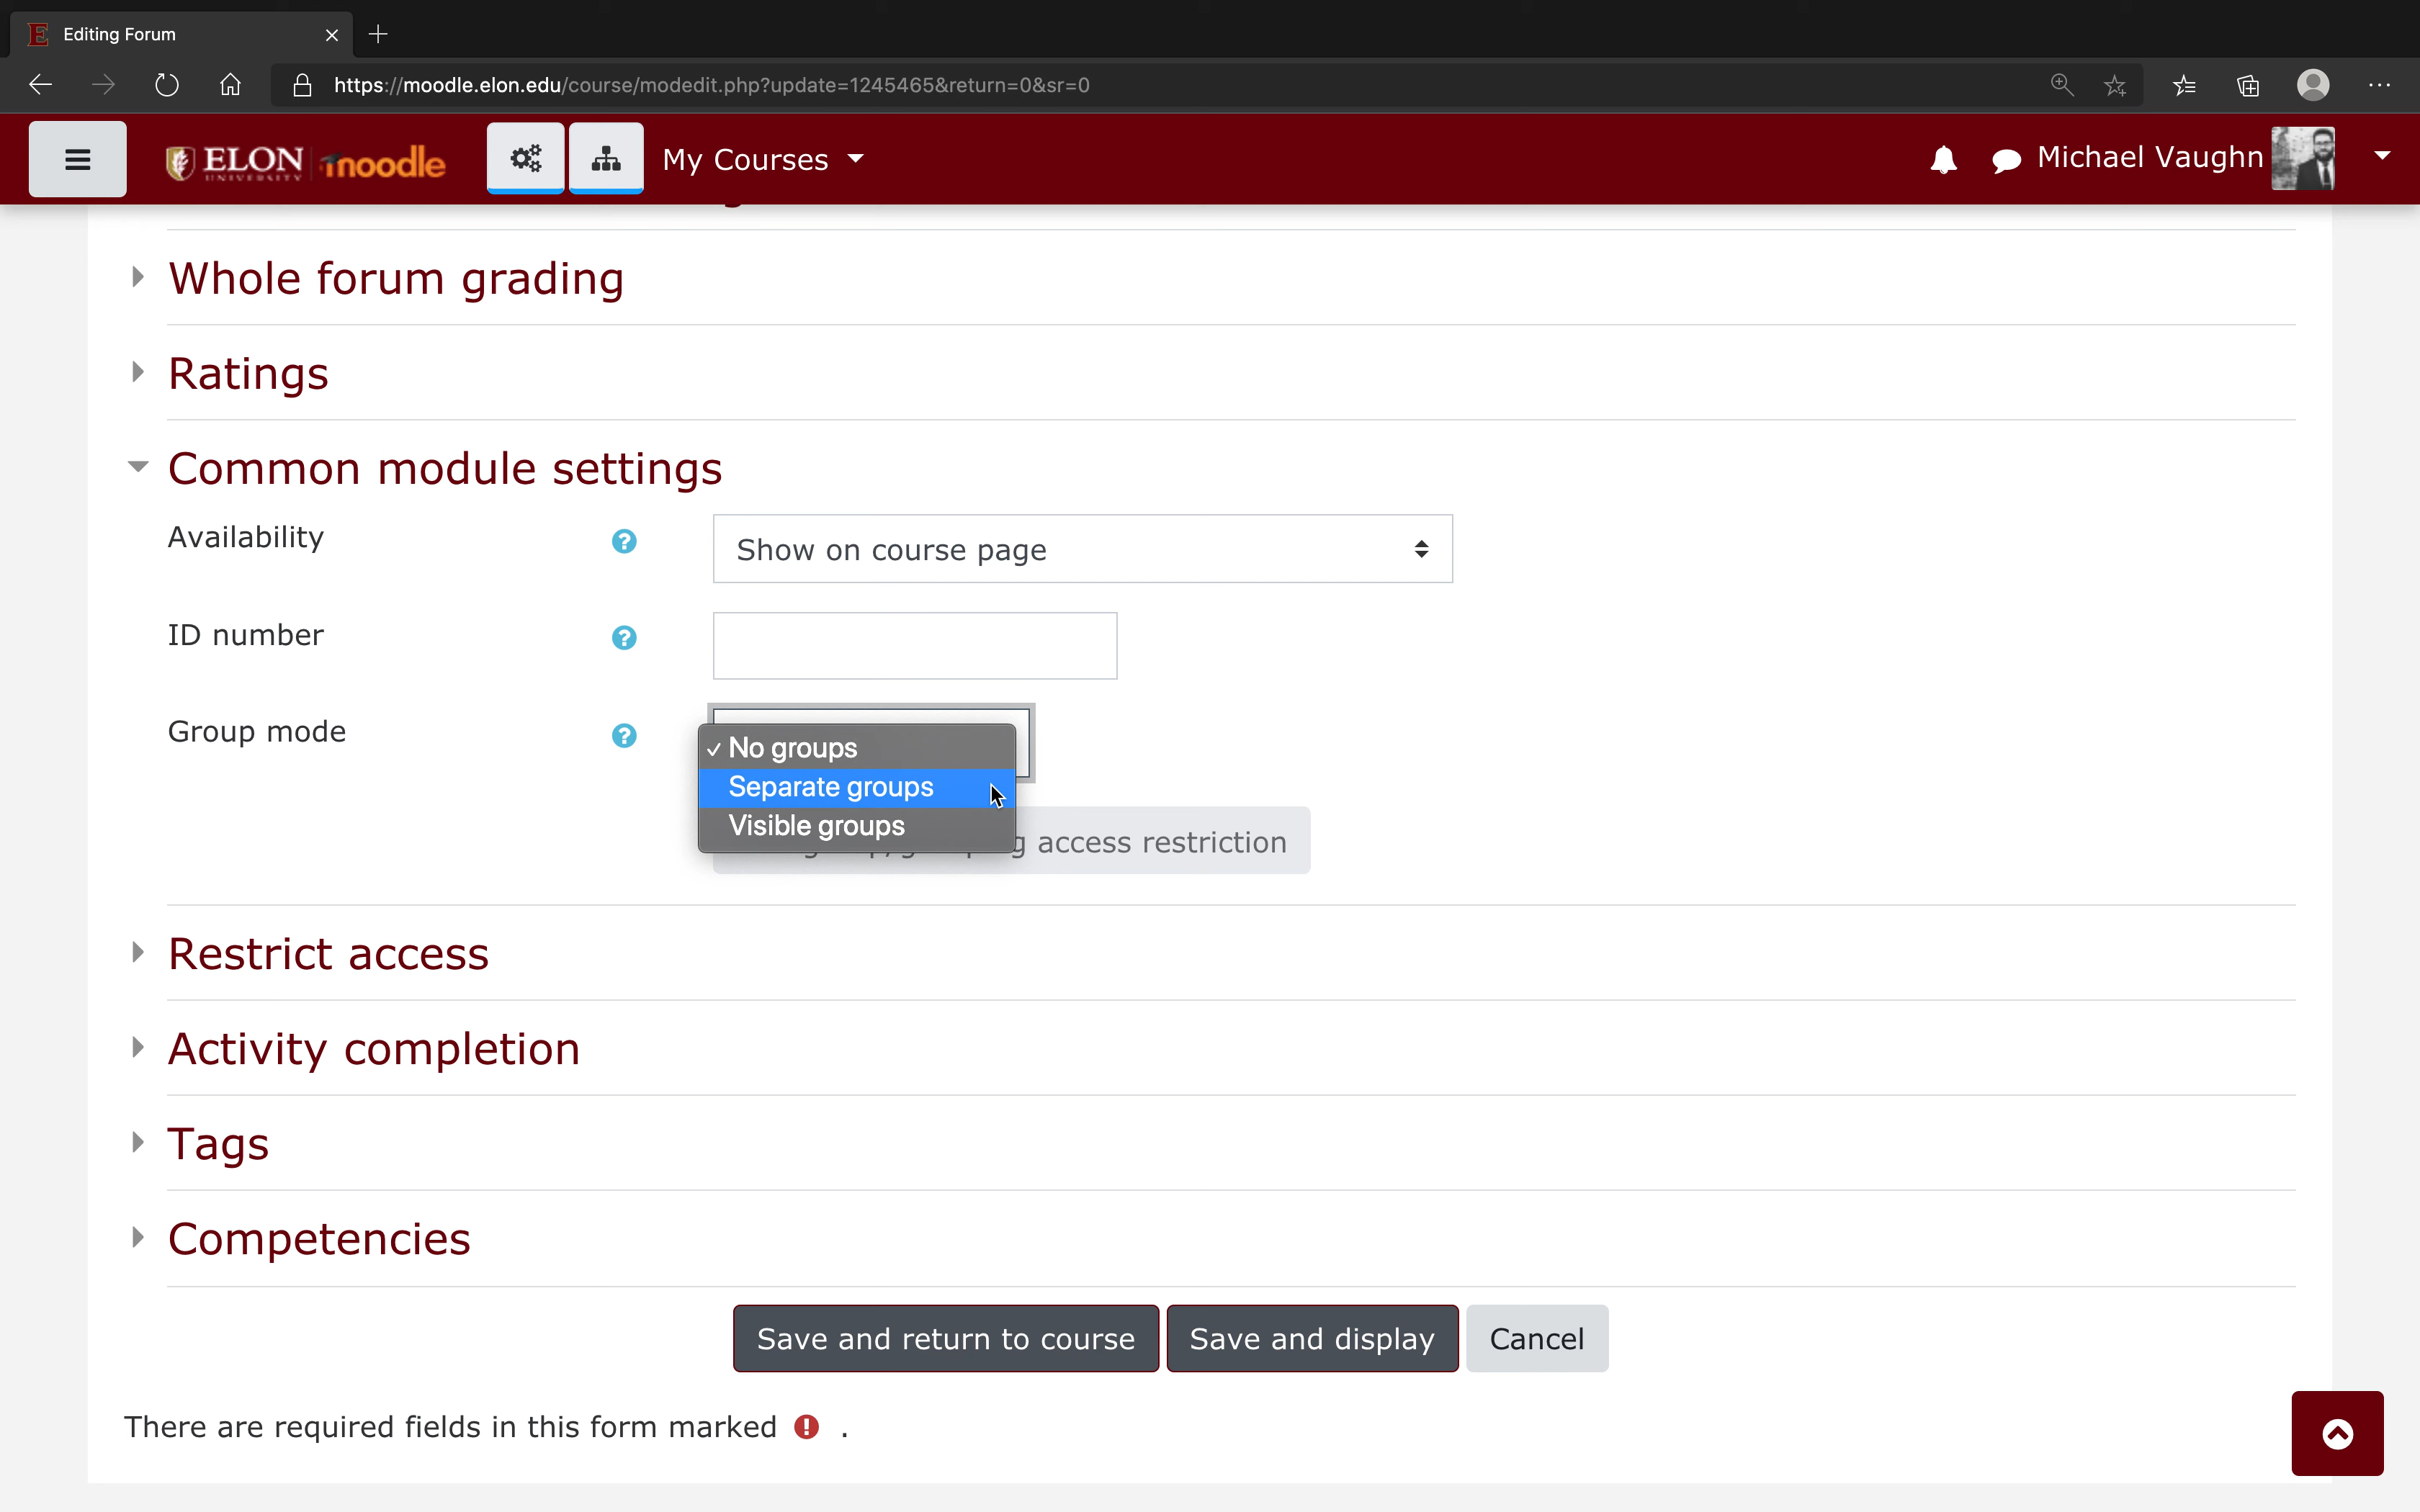 Editing Forum
https://moodle.elon.edu/course/modedit.php?update=1245465&return=0&sr=0
ELON UNIVERSITY moodle My Courses Michael Vaughn
Whole forum grading
Ratings
Common module settings
Availability ? Show on course page
ID number ?
Group mode ?
No groups
Separate groups
Visible groups
access restriction
Restrict access
Activity completion
Tags
Competencies
Save and return to course Save and display Cancel
There are required fields in this form marked ! .